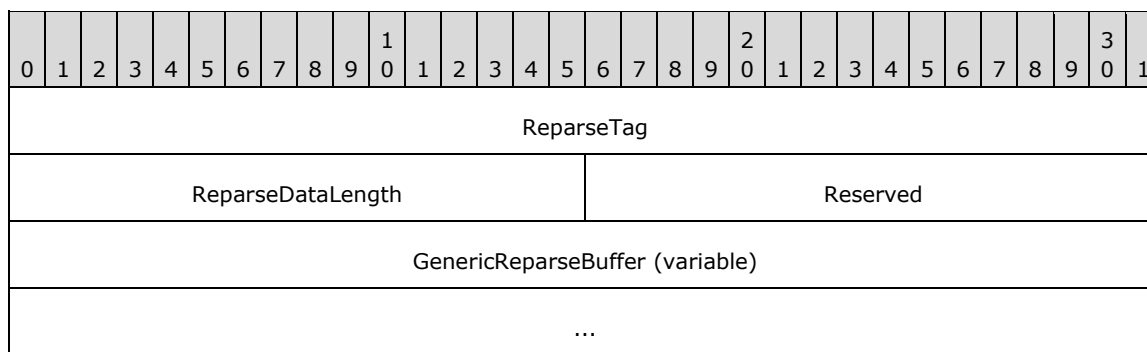 1 2 3
0 1 2 3 4 5 6 7 8 9 0 1 2 3 4 5 6 7 8 9 0 1 2 3 4 5 6 7 8 9 0 1
ReparseTag
ReparseDataLength Reserved
GenericReparseBuffer (variable)
...